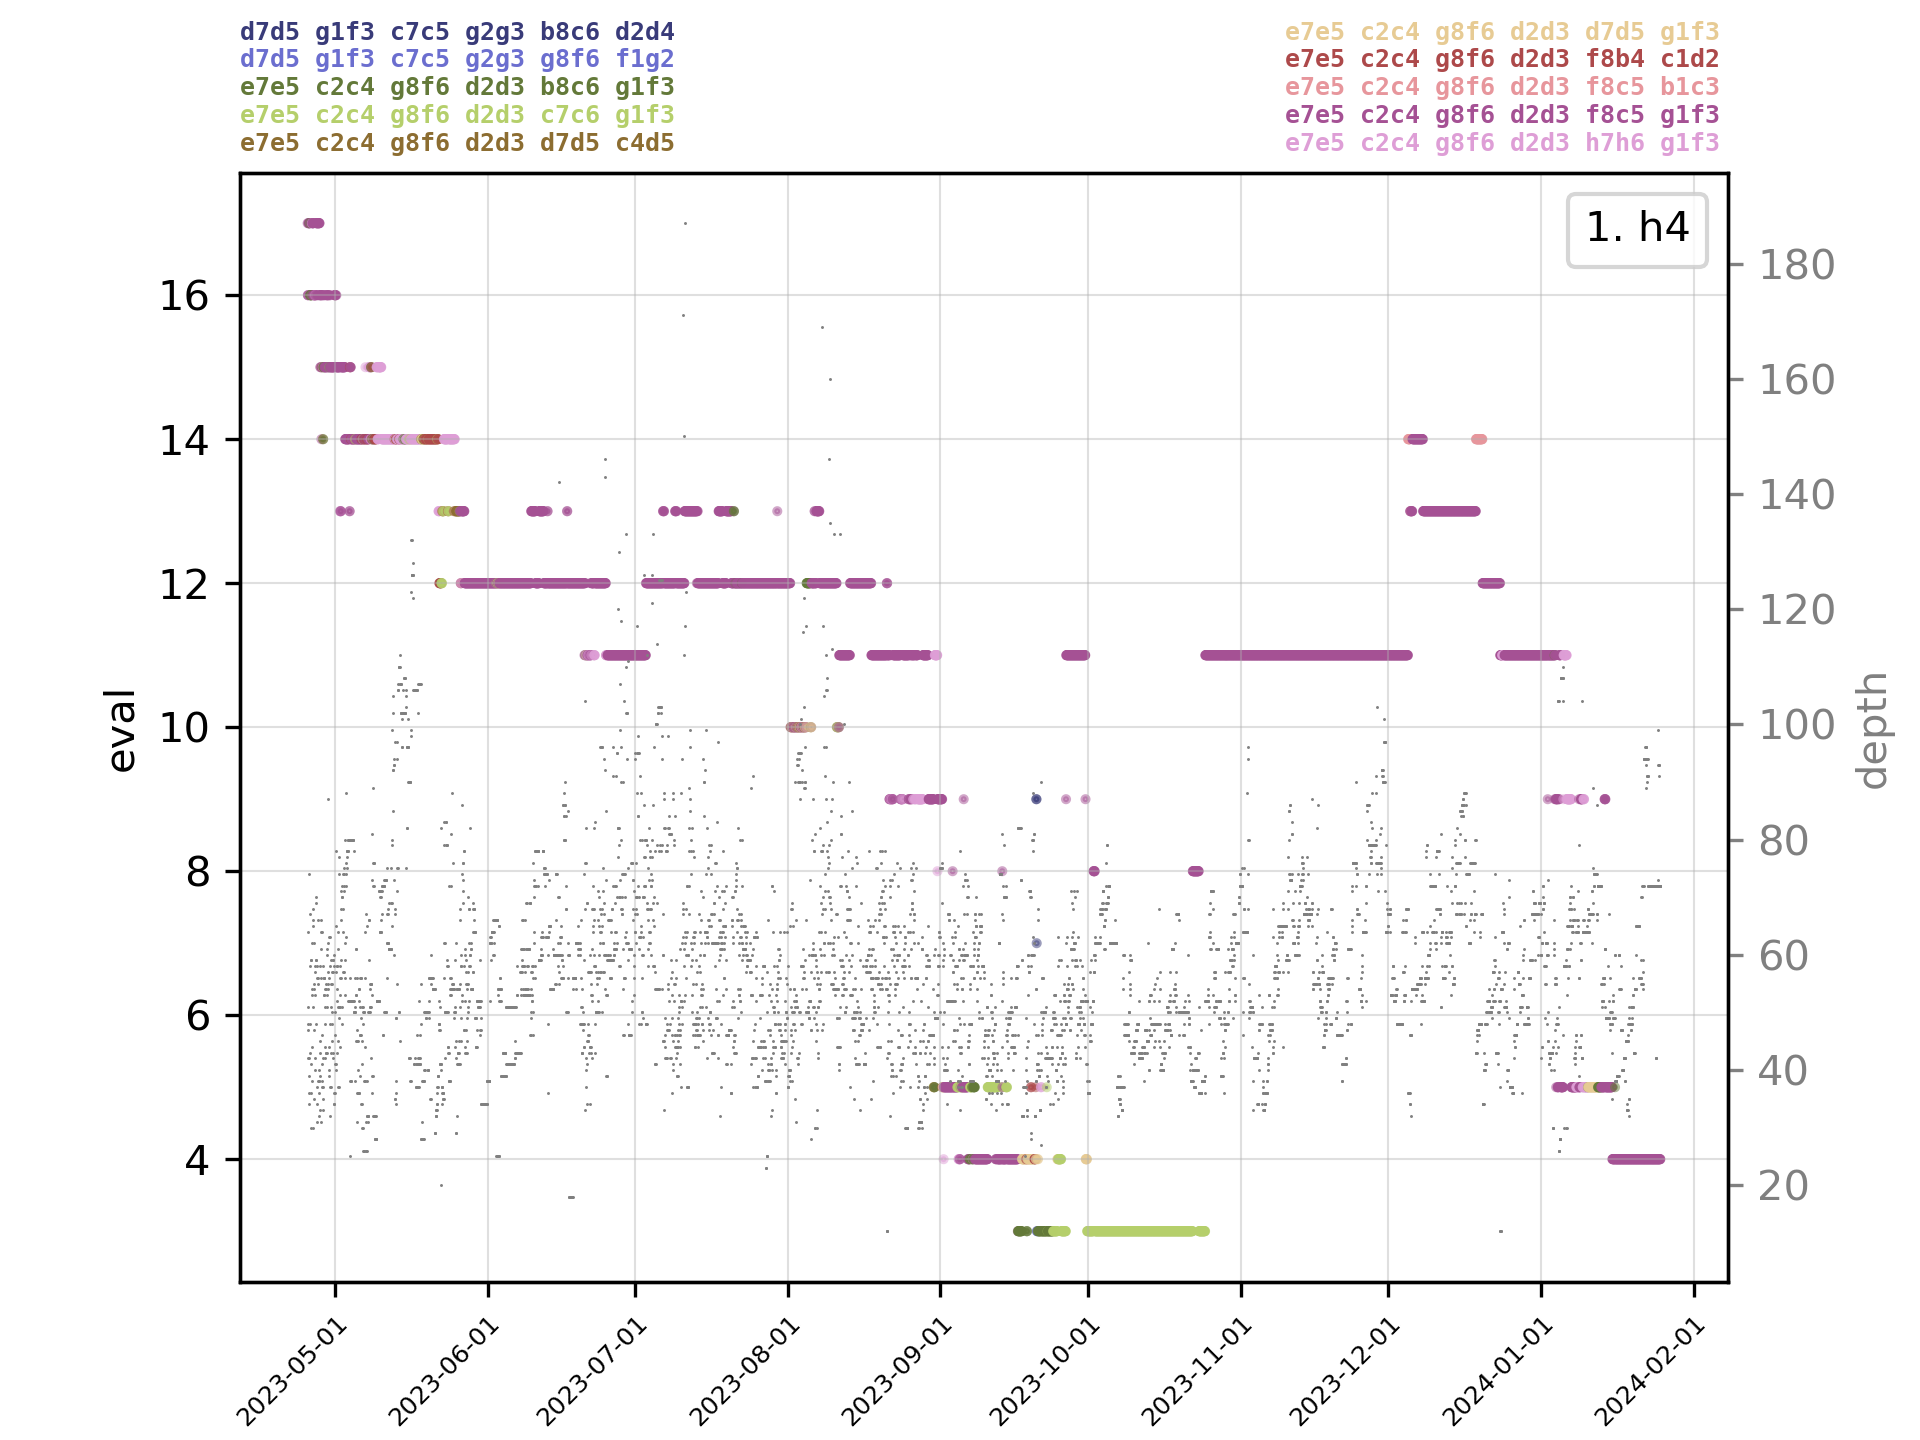 d7d5 g1f3 c7c5 g2g3 b8c6 d2d4
d7d5 g1f3 c7c5 g2g3 g8f6 f1g2
e7e5 c2c4 g8f6 d2d3 b8c6 g1f3
e7e5 c2c4 g8f6 d2d3 c7c6 g1f3
e7e5 c2c4 g8f6 d2d3 d7d5 c4d5
e7e5 c2c4 g8f6 d2d3 d7d5 g1f3
e7e5 c2c4 g8f6 d2d3 f8b4 c1d2
e7e5 c2c4 g8f6 d2d3 f8c5 b1c3
e7e5 c2c4 g8f6 d2d3 f8c5 g1f3
e7e5 c2c4 g8f6 d2d3 h7h6 g1f3
1. h4
eval
16
14
12
10
8
6
4
depth
180
160
140
120
100
80
60
40
20
2023-05-01
2023-06-01
2023-07-01
2023-08-01
2023-09-01
2023-10-01
2023-11-01
2023-12-01
2024-01-01
2024-02-01